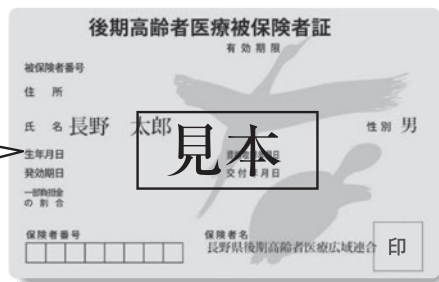 後期高齢者医療被保険者証
有効期限
被保険者番号
住 所
氏 名 長野 太郎 性別 男
見本
生年月日
発効期日 交付年月日
一部負担金
の割合
保険者番号 保険者名
長野県後期高齢者医療広域連合 印